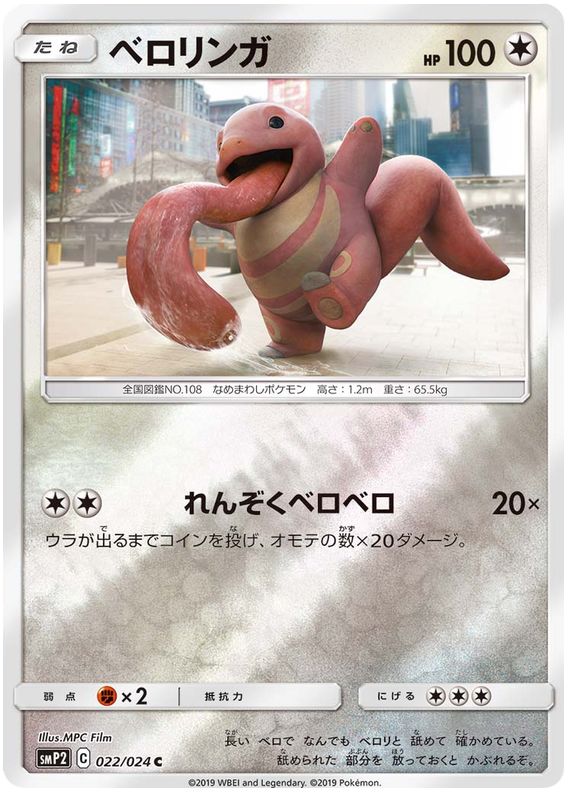 たね ベロリンガ HP 100
全国図鑑NO.108 なめまわしポケモン 高さ:1.2m 重さ:65.5kg
れんぞくベロベロ 20×
ウラが出るまでコインを投げ、オモテの数×20ダメージ。
弱点 ×2 抵抗力 にげる
Illus.MPC Film
SMP2 C 022/024 C
長い ベロで なんでも ベロリと 舐めて 確かめている。
舐められた 部分を 放っておくと かぶれるぞ。
©2019 WBEI and Legendary. ©2019 Pokémon.